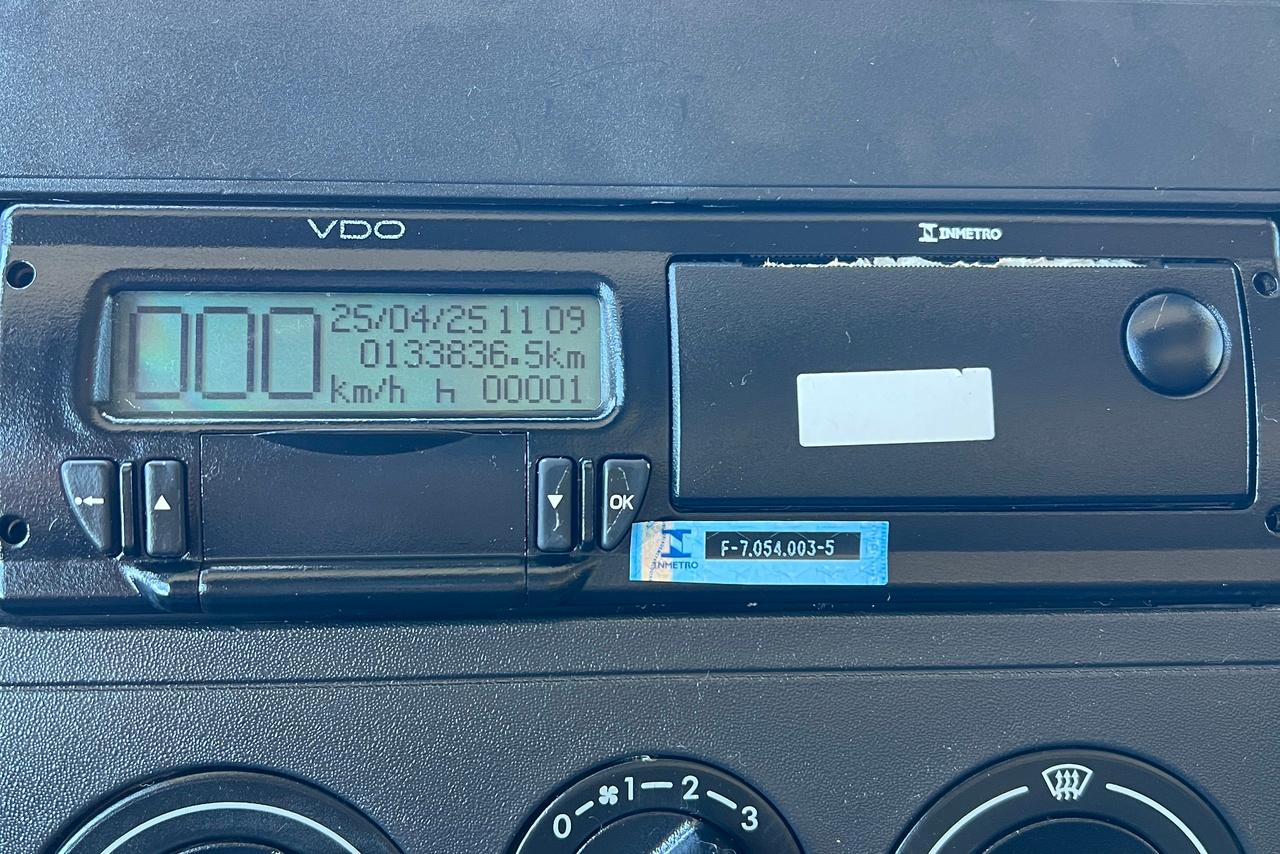 VDO
INMETRO
000
25/04/25 11 09
0133836.5km
km/h h 00001
OK
INMETRO
F-7.054.003-5
0 1 2 3